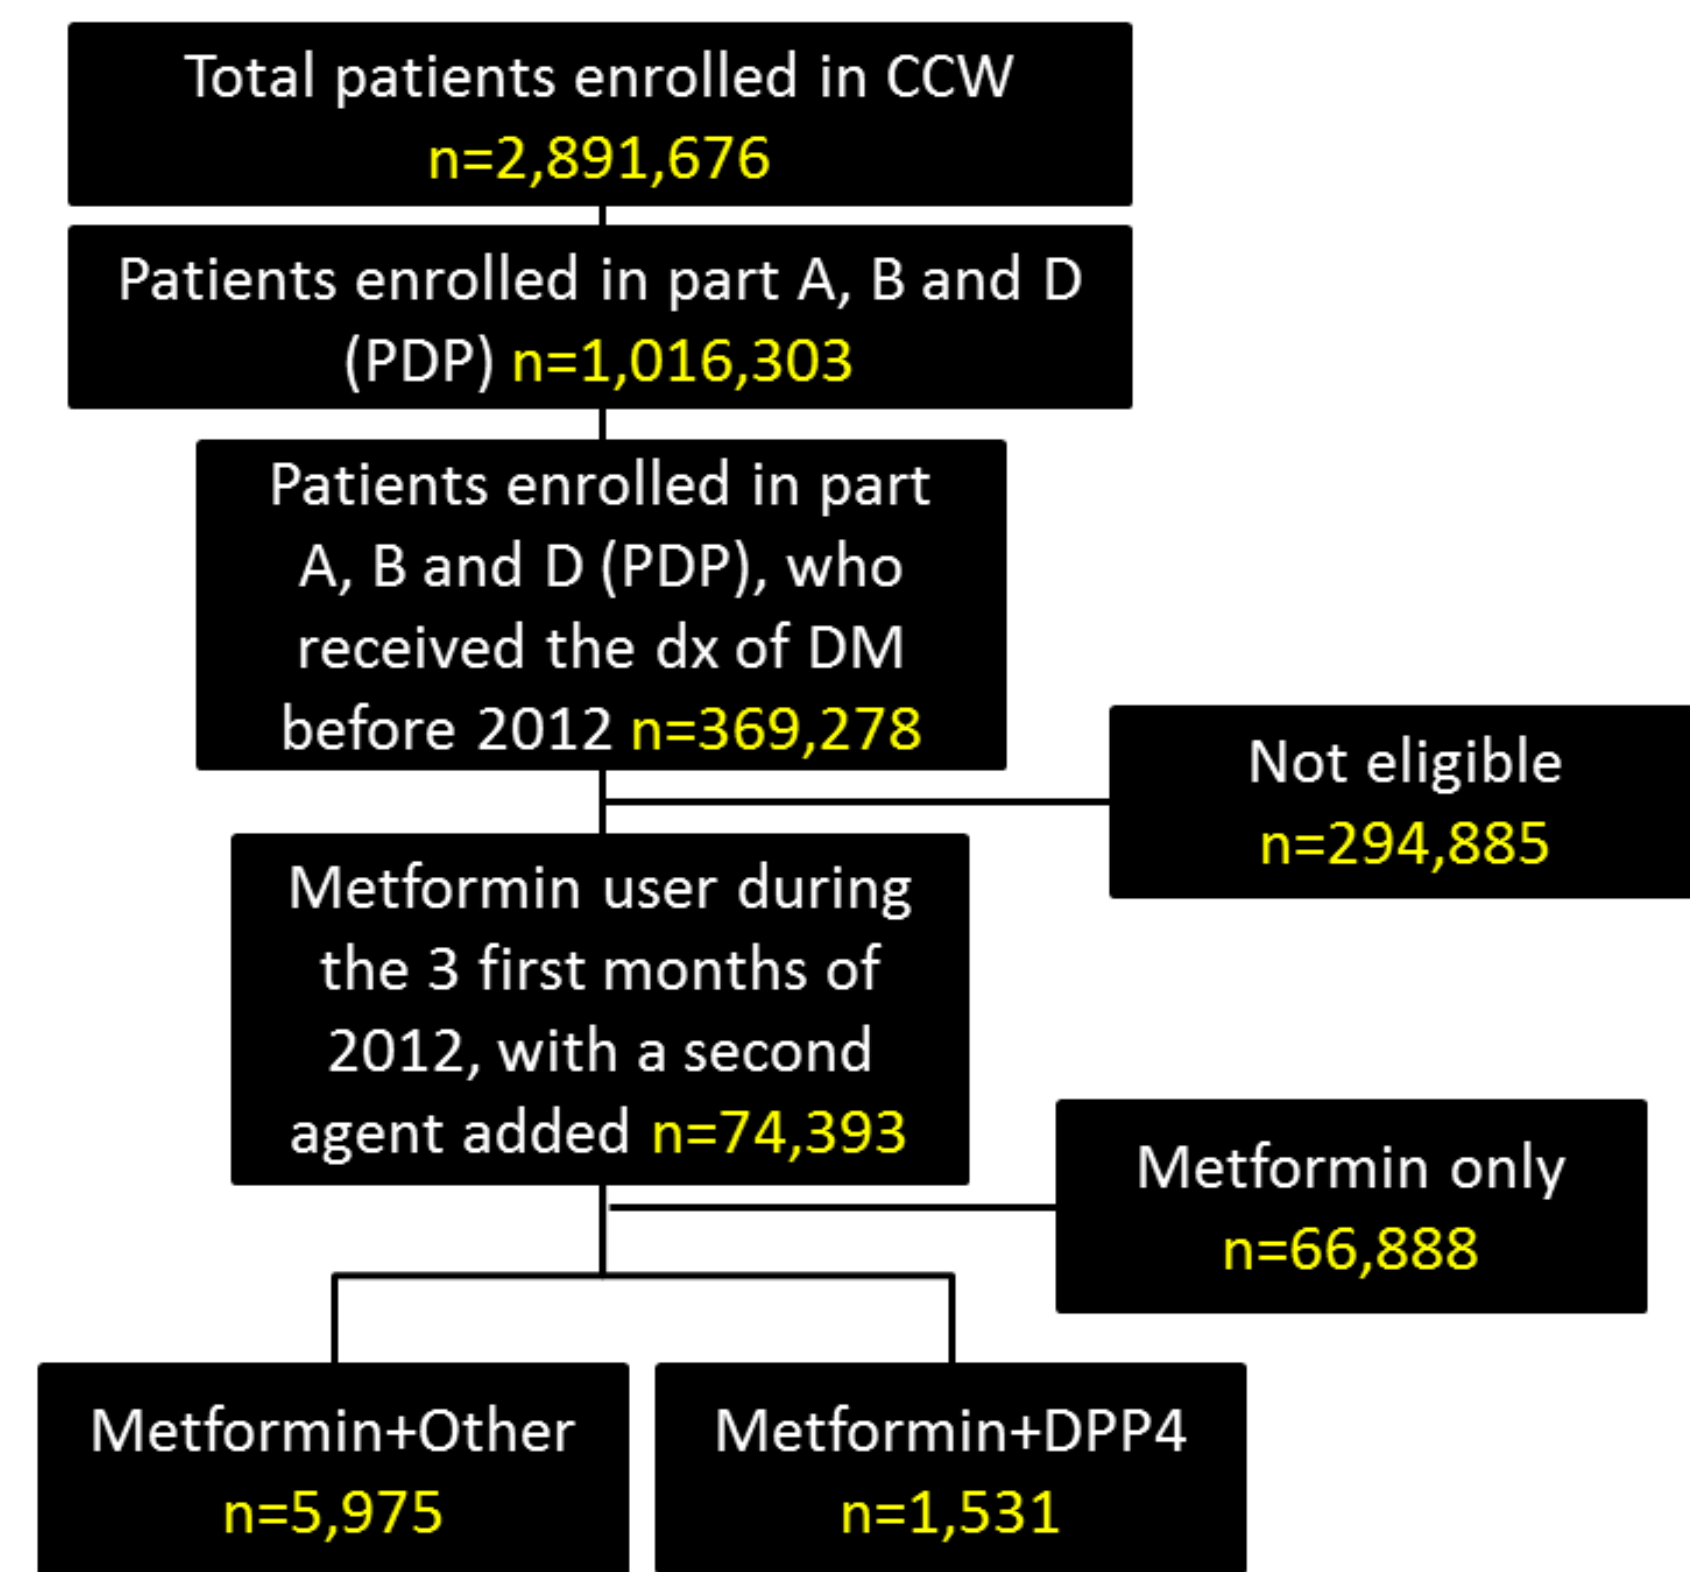 Total patients enrolled in CCW
n=2,891,676
Patients enrolled in part A, B and D
(PDP) n=1,016,303
Patients enrolled in part
A, B and D (PDP), who
received the dx of DM
before 2012 n=369,278
Not eligible
n=294,885
Metformin user during
the 3 first months of
2012, with a second
agent added n=74,393
Metformin only
n=66,888
Metformin+Other
n=5,975
Metformin+DPP4
n=1,531